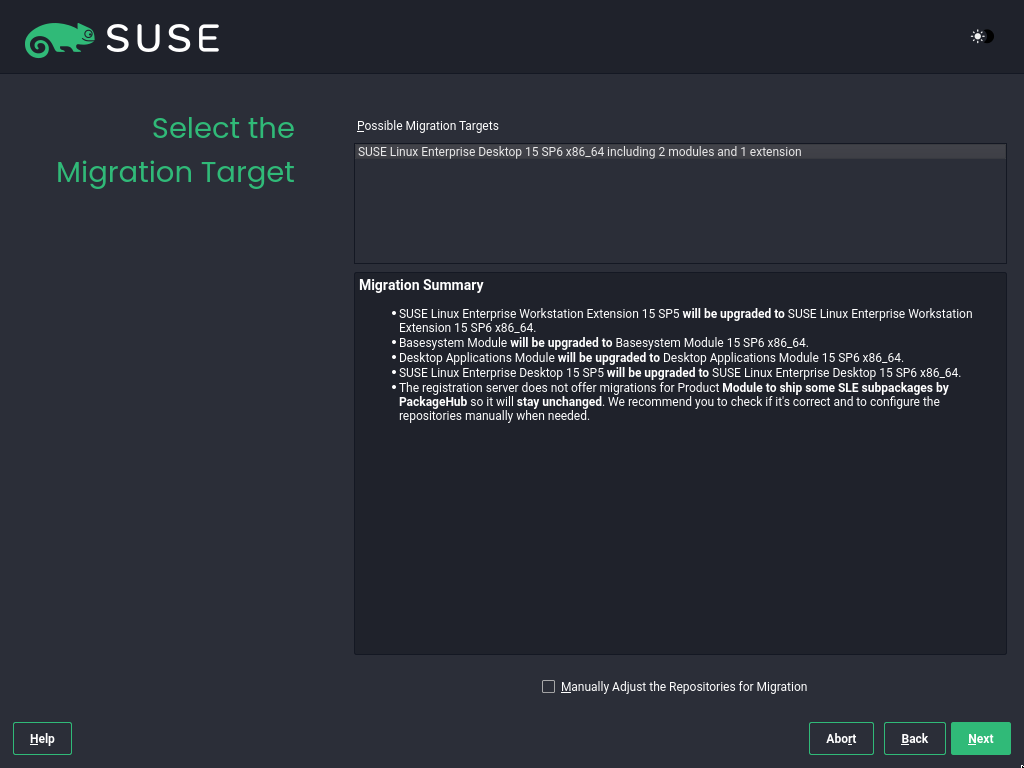 SUSE
Select the
Migration Target
Possible Migration Targets
SUSE Linux Enterprise Desktop 15 SP6 x86_64 including 2 modules and 1 extension
Migration Summary
• SUSE Linux Enterprise Workstation Extension 15 SP5 will be upgraded to SUSE Linux Enterprise Workstation
Extension 15 SP6 x86_64.
• Basesystem Module will be upgraded to Basesystem Module 15 SP6 x86_64.
• Desktop Applications Module will be upgraded to Desktop Applications Module 15 SP6 x86_64.
• SUSE Linux Enterprise Desktop 15 SP5 will be upgraded to SUSE Linux Enterprise Desktop 15 SP6 x86_64.
• The registration server does not offer migrations for Product Module to ship some SLE subpackages by
PackageHub so it will stay unchanged. We recommend you to check if it's correct and to configure the
repositories manually when needed.
Manually Adjust the Repositories for Migration
Help
Abort
Back
Next